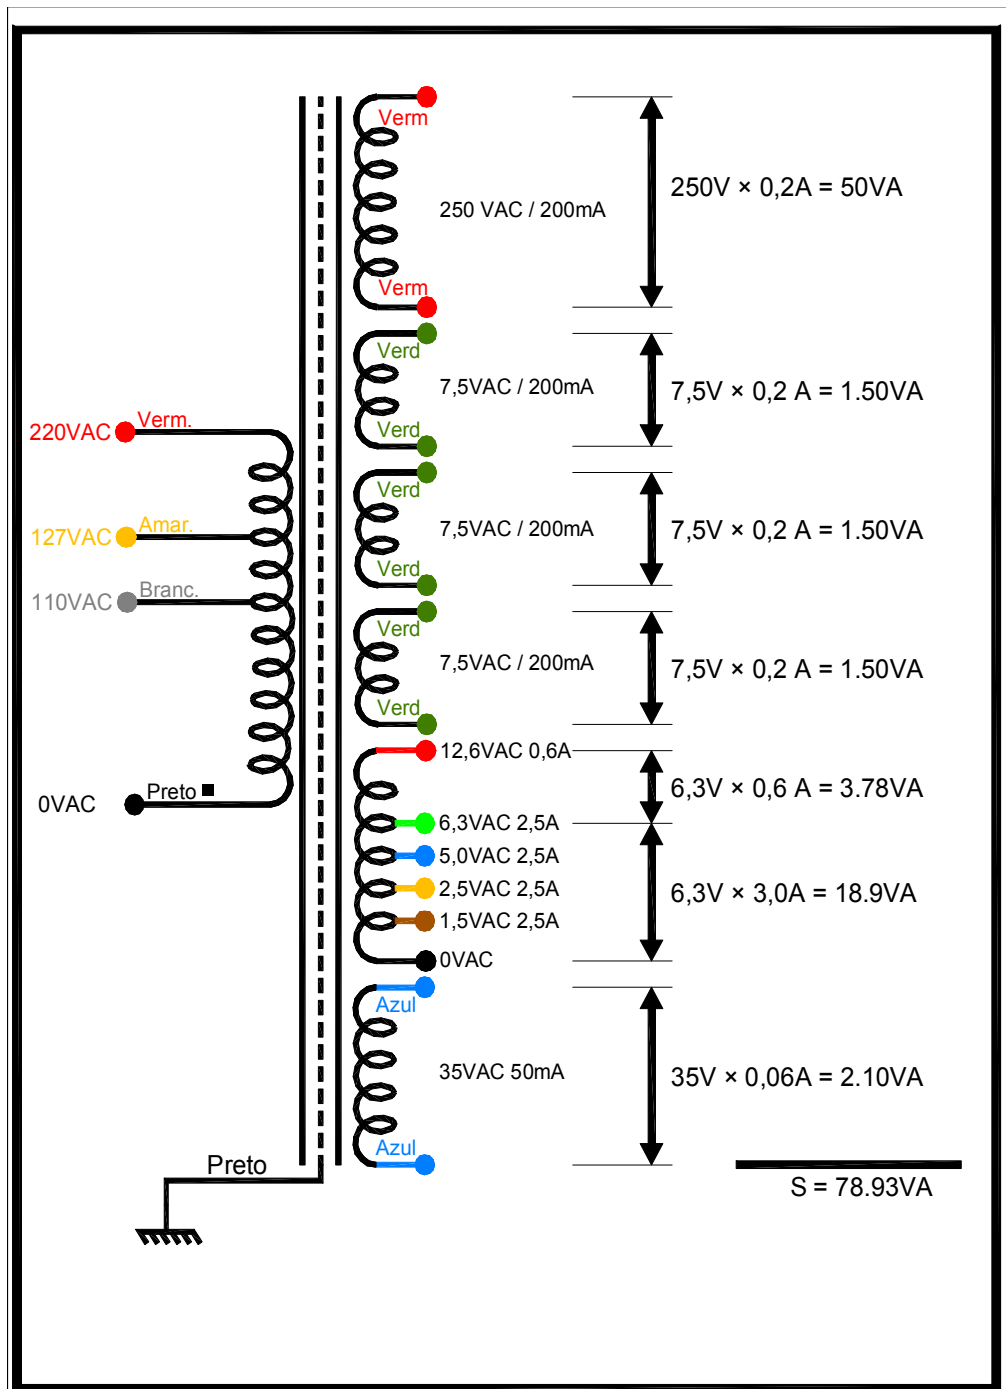 Verm
250 VAC / 200mA
250V × 0,2A = 50VA
Verm
Verd
7,5VAC / 200mA
7,5V × 0,2 A = 1.50VA
Verd
220VAC
Verm.
Verd
7,5VAC / 200mA
7,5V × 0,2 A = 1.50VA
Verd
127VAC
Amar.
110VAC
Branc.
Verd
7,5VAC / 200mA
7,5V × 0,2 A = 1.50VA
Verd
12,6VAC 0,6A
6,3V × 0,6 A = 3.78VA
0VAC
Preto
6,3VAC 2,5A
5,0VAC 2,5A
2,5VAC 2,5A
6,3V × 3,0A = 18.9VA
1,5VAC 2,5A
0VAC
Azul
35VAC 50mA
35V × 0,06A = 2.10VA
Azul
Preto
S = 78.93VA